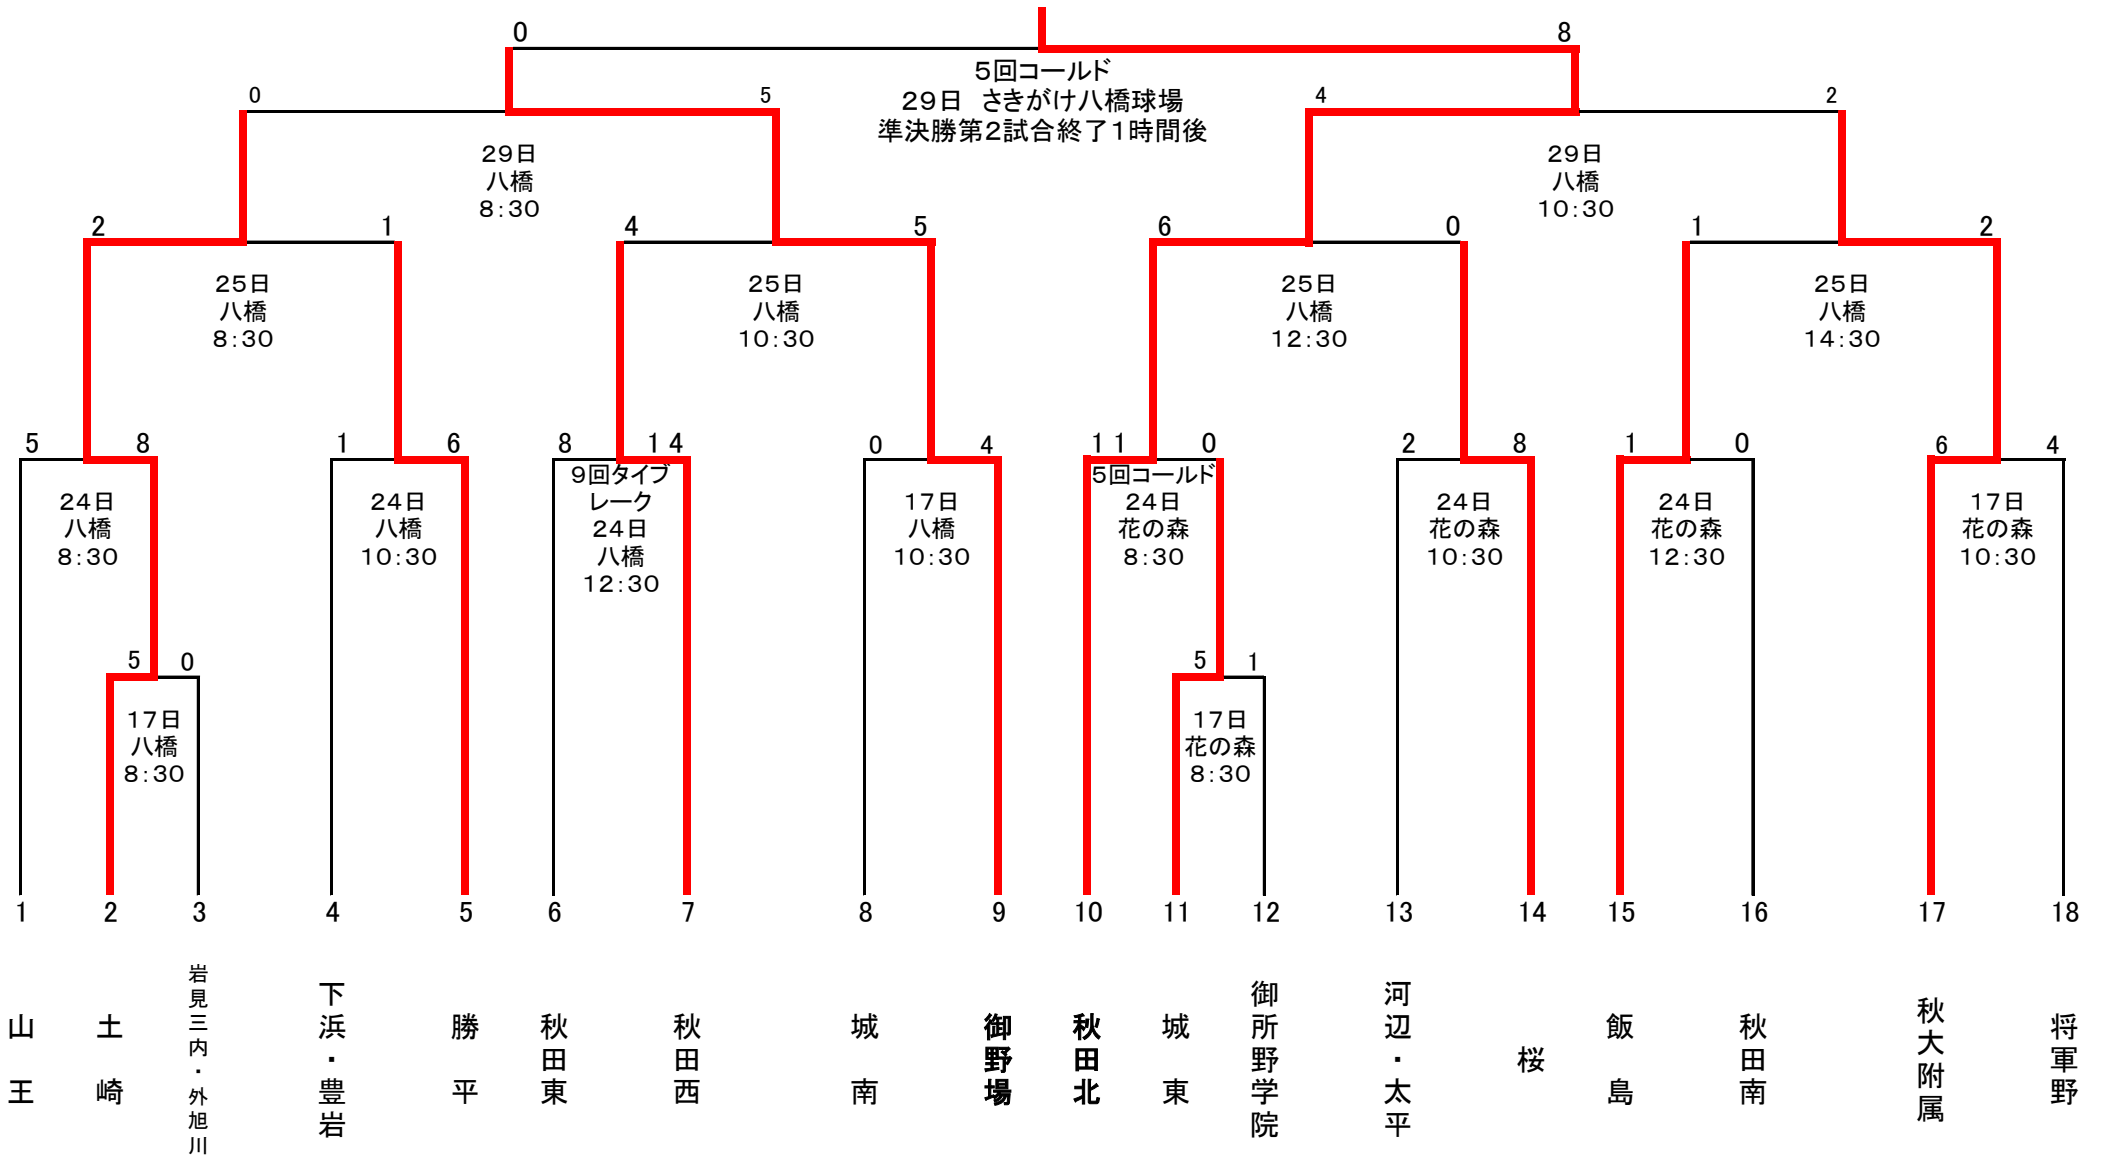 0 8
5回コールド
29日 さきがけ八橋球場
準決勝第2試合終了1時間後
0 5 4 2
29日
八橋
8:30
29日
八橋
10:30
2 1 4 5 6 0 1 2
25日
八橋
8:30
25日
八橋
10:30
25日
八橋
12:30
25日
八橋
14:30
5 8 1 6 8 14 0 4 11 0 2 8 1 0 6 4
24日
八橋
8:30
24日
八橋
10:30
9回タイブ
レーク
24日
八橋
12:30
17日
八橋
10:30
5回コールド
24日
花の森
8:30
24日
花の森
10:30
24日
花の森
12:30
17日
花の森
10:30
5 0 5 1
17日
八橋
8:30
17日
花の森
8:30
1 2 3 4 5 6 7 8 9 10 11 12 13 14 15 16 17 18
山王
土崎
岩見三内・外旭川
下浜・豊岩
勝平
秋田東
秋田西
城南
御野場
秋田北
城東
御所野学院
河辺・太平
桜
飯島
秋田南
秋大附属
将軍野